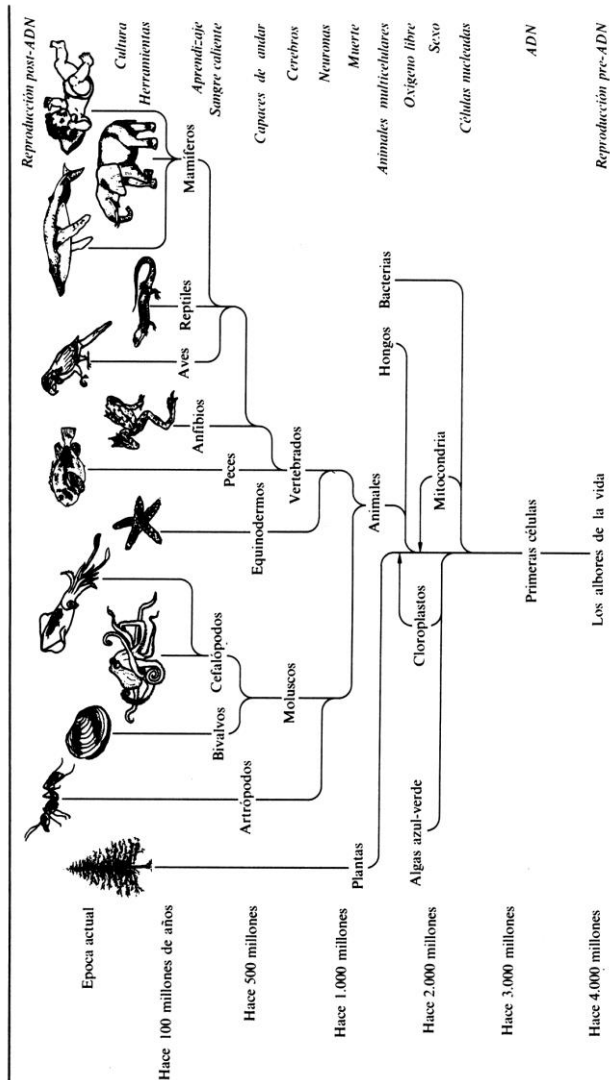 Reproducción post-ADN
Epoca actual
Cultura
Herramientas
Hace 100 millones de años
Aves
Reptiles
Mamíferos
Aprendizaje
Anfibios
Sangre caliente
Bivalvos
Cefalópodos
Peces
Hace 500 millones
Artrópodos
Equinodermos
Capaces de andar
Moluscos
Vertebrados
Cerebros
Neuronas
Hace 1.000 millones
Plantas
Muerte
Animales
Hongos
Bacterias
Animales multicelulares
Algas azul-verde
Cloroplastos
Oxígeno libre
Hace 2.000 millones
Mitocondria
Sexo
Células nucleadas
Hace 3.000 millones
Primeras células
ADN
Hace 4.000 millones
Los albores de la vida
Reproducción pre-ADN